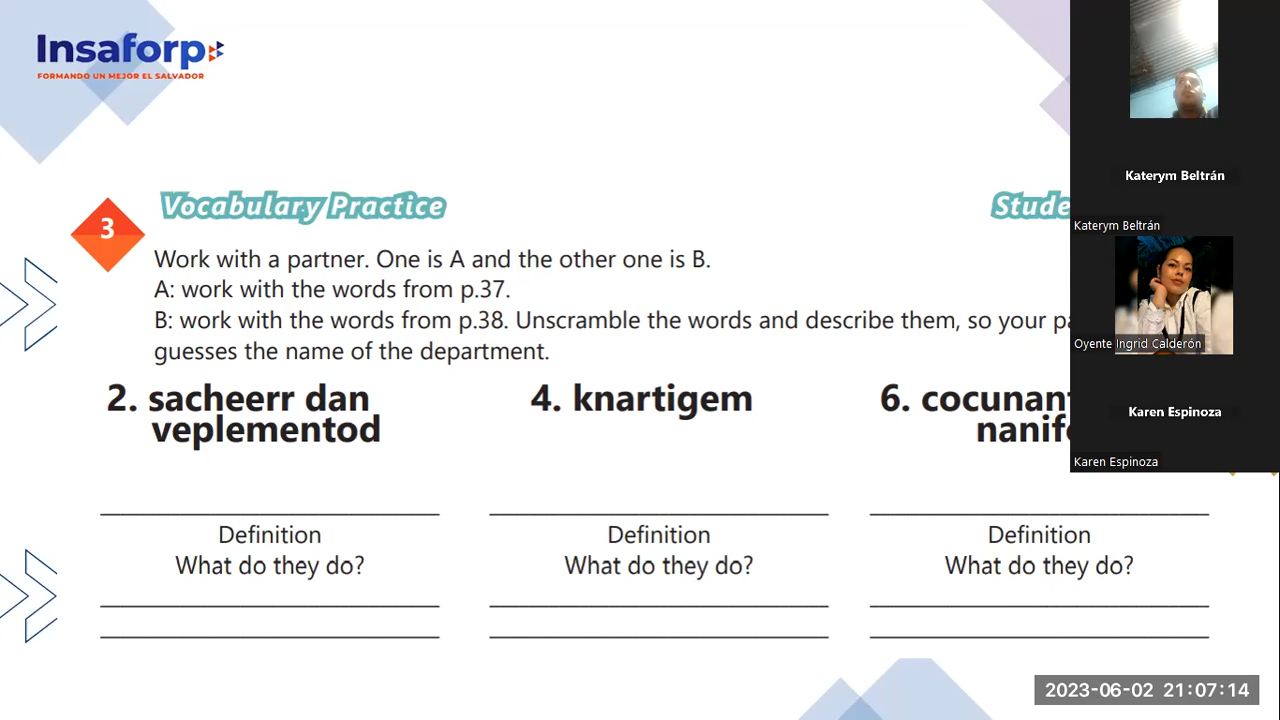 Insaforp
FORMANDO UN MEJOR EL SALVADOR
Vocabulary Practice
3
Work with a partner. One is A and the other one is B.
A: work with the words from p.37.
B: work with the words from p.38. Unscramble the words and describe them, so your
guesses the name of the department.
2. sacheerr dan
veplementod
4. knartigem
6.
Definition
What do they do?
Definition
What do they do?
Definition
What do they do?
Katerym Beltrán
Katerym Beltrán
Oyente Ingrid Calderón
Karen Espinoza
Karen Espinoza
2023-06-02 21:07:14